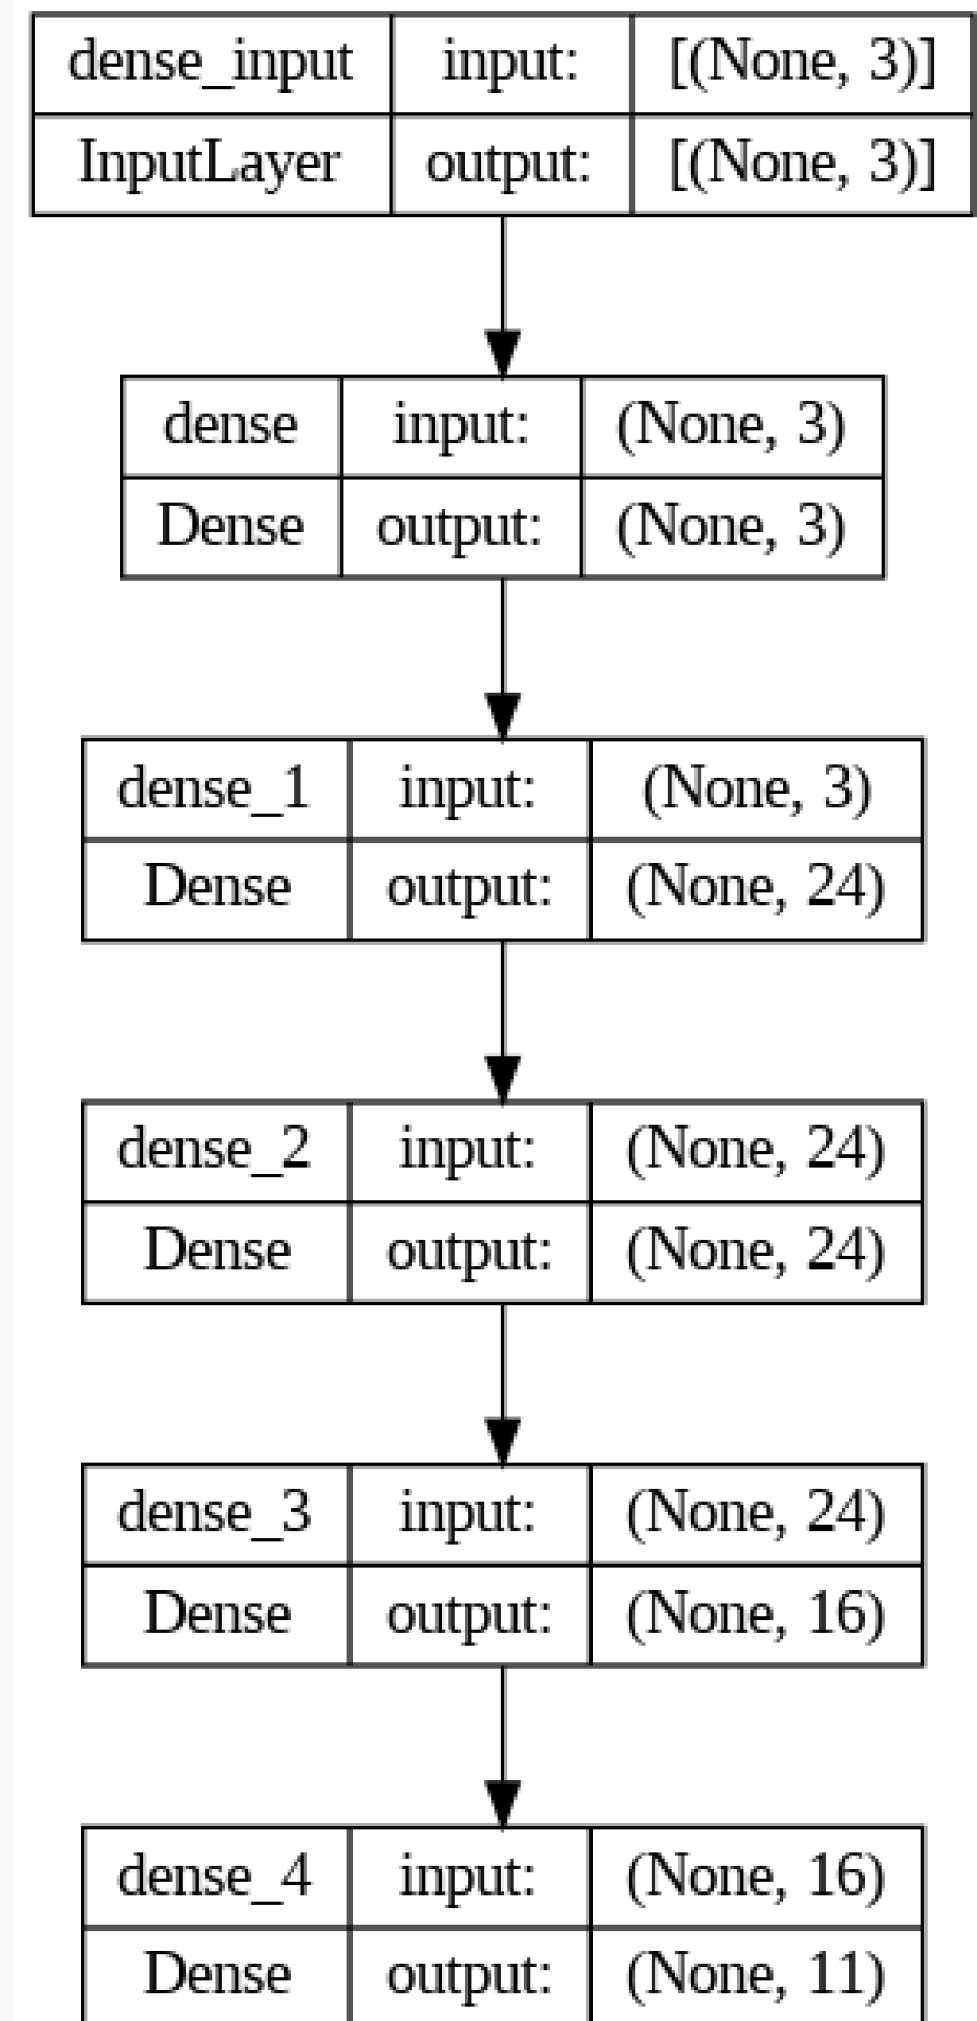 dense_input input: [(None, 3)]
InputLayer output: [(None, 3)]
dense input: (None, 3)
Dense output: (None, 3)
dense_1 input: (None, 3)
Dense output: (None, 24)
dense_2 input: (None, 24)
Dense output: (None, 24)
dense_3 input: (None, 24)
Dense output: (None, 16)
dense_4 input: (None, 16)
Dense output: (None, 11)